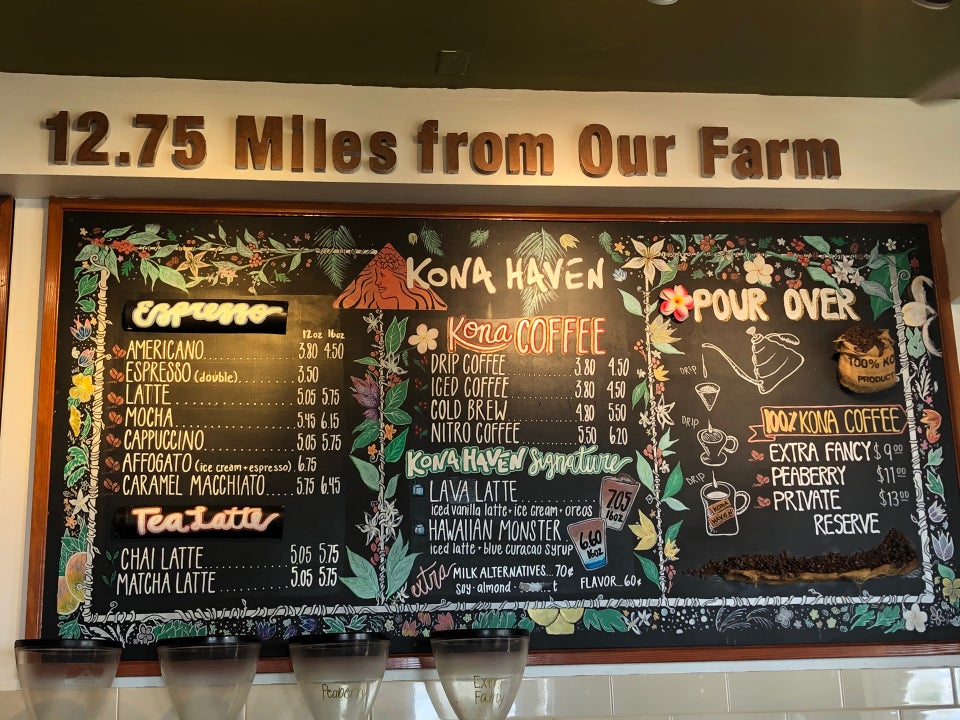 12.75 Miles from Our Farm
KONA HAVEN
Espresso
12oz 16oz
AMERICANO 3.80 4.50
ESPRESSO (double) 3.50
LATTE 5.05 5.75
MOCHA 5.45 6.15
CAPPUCCINO 5.05 5.75
AFFOGATO (ice cream + espresso) 6.75
CARAMEL MACCHIATO 5.75 6.45
Tea Latte
CHAI LATTE 5.05 5.75
MATCHA LATTE 5.05 5.75
Kona COFFEE
DRIP COFFEE 3.80 4.50
ICED COFFEE 3.80 4.50
COLD BREW 4.80 5.50
NITRO COFFEE 5.50 6.20
KONA HAVEN Signature
LAVA LATTE
iced vanilla latte + ice cream + oreos
705
16oz
HAWAIIAN MONSTER
iced latte + blue curacao syrup
6.60
16oz
extra
MILK ALTERNATIVES... 70¢
soy - almond -
FLAVOR.. 60¢
POUR OVER
DRIP
DRIP
DRIP
KONA HAVEN
100% KO
PRODUCT
100% KONA COFFEE
EXTRA FANCY $9.00
PEABERRY $11.00
PRIVATE $13.00
RESERVE
Peaberry
Extra
Fancy